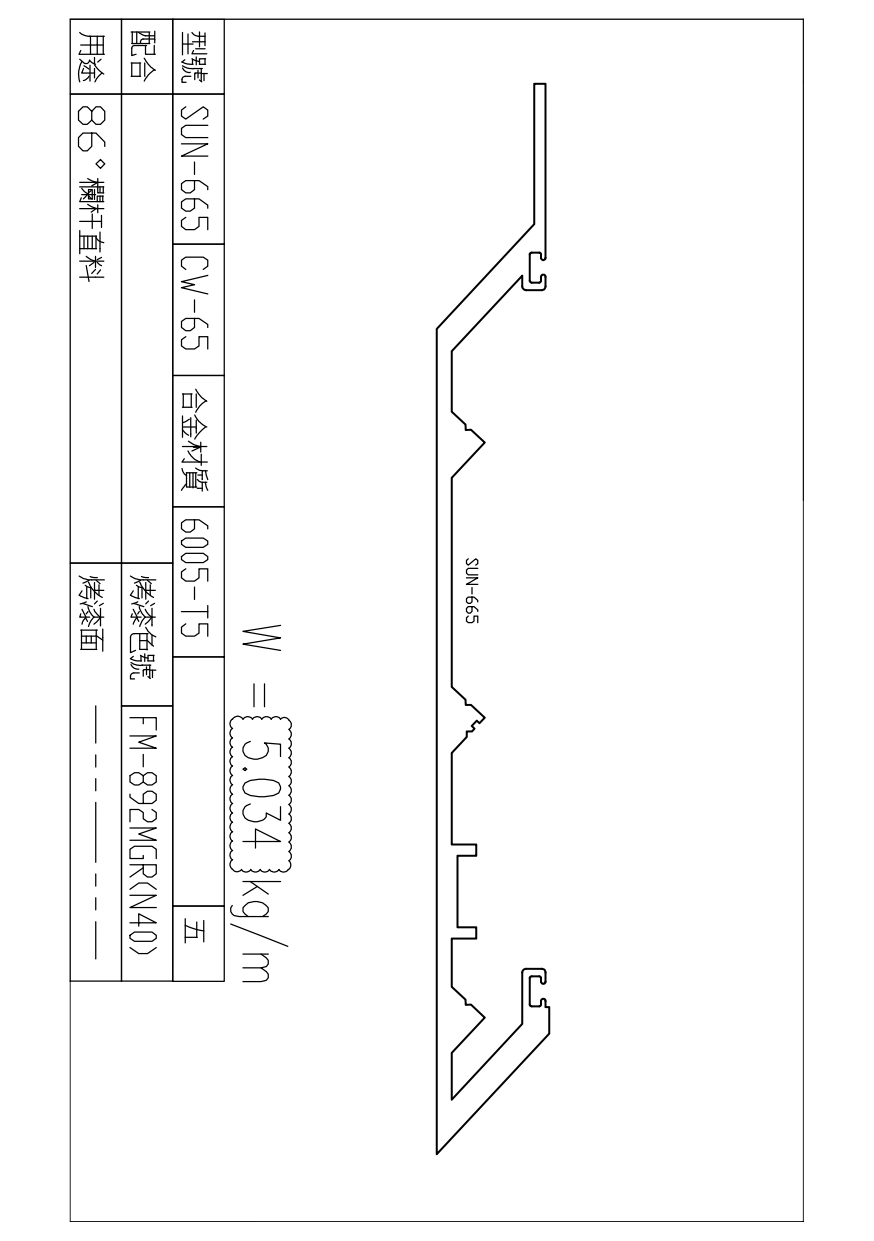 SUN-665
W = 5.034 kg/m
型號 SUN-665 CW-65 合金材質 6005-T5 五
配合 烤漆色號 FM-892MGR(N40)
用途 86°欄杆直料 烤漆面